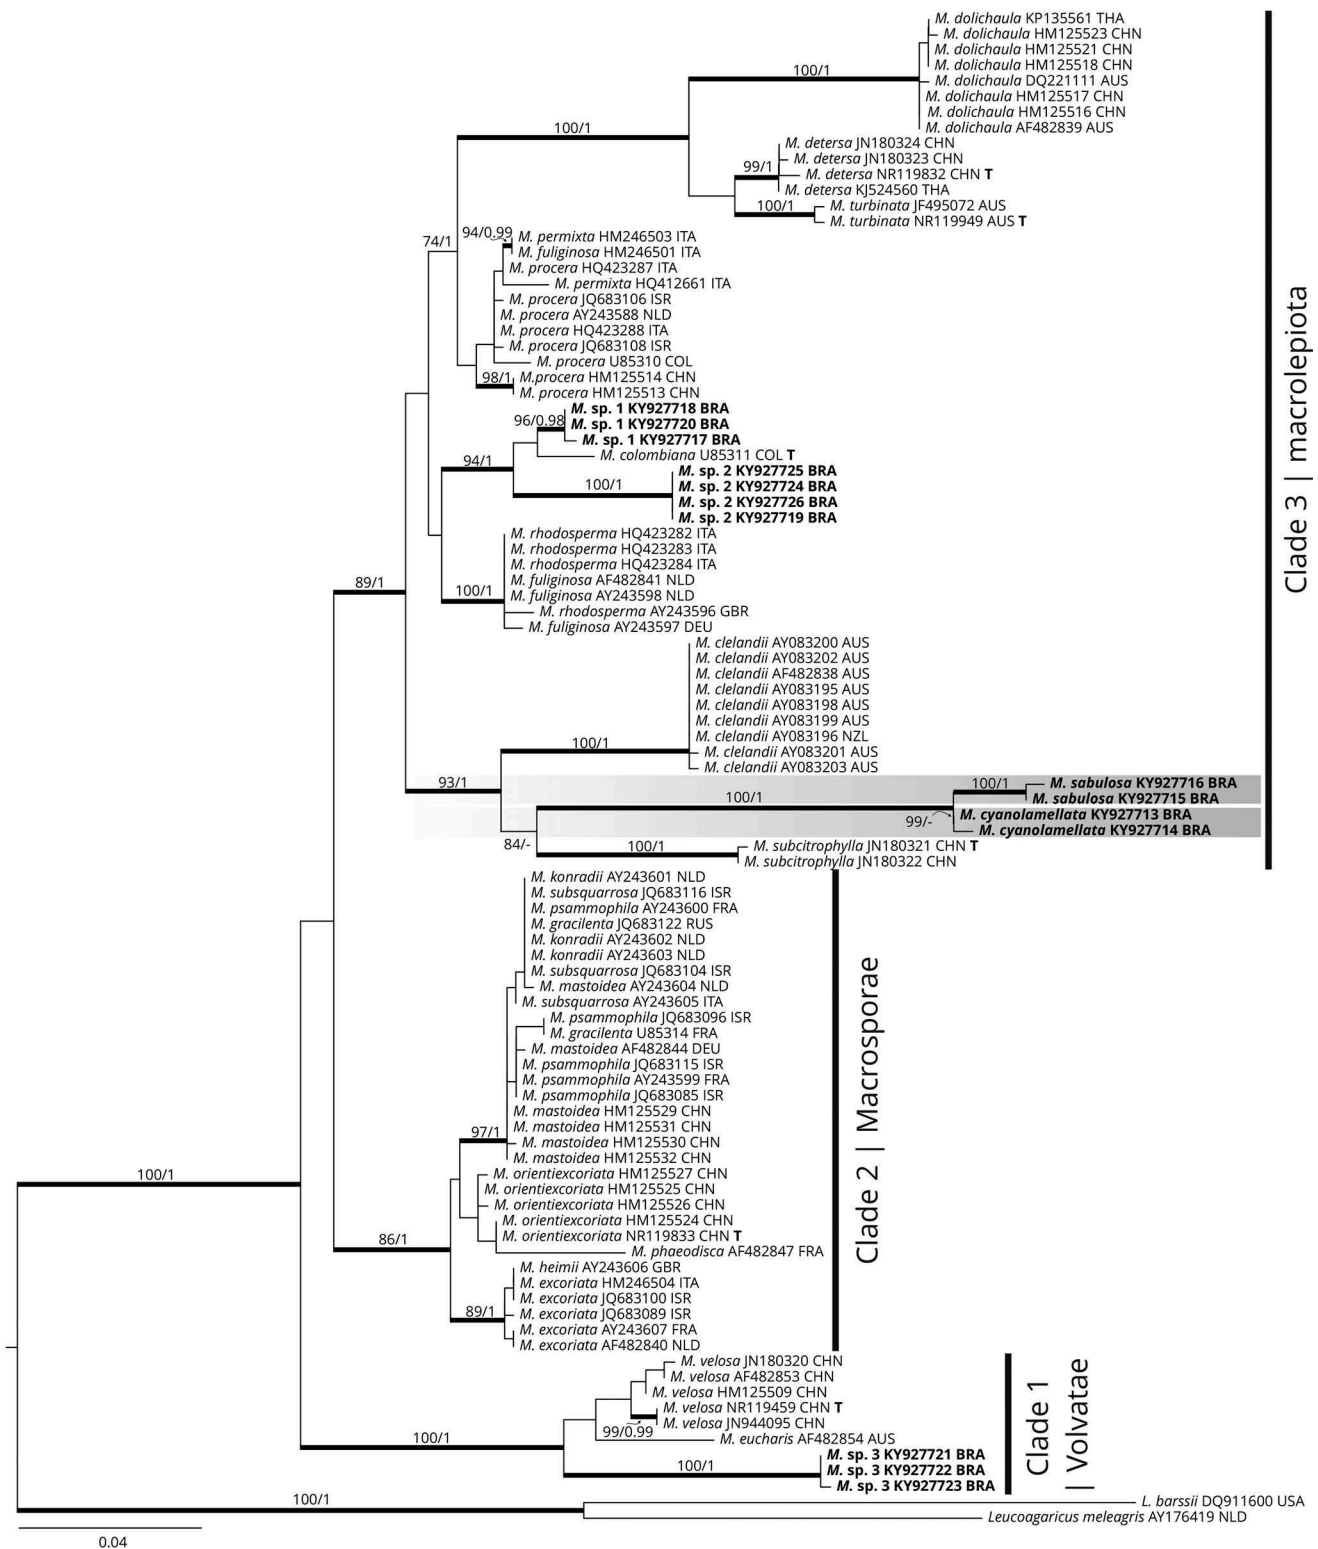 M. dolichaula KP135561 THA
M. dolichaula HM125523 CHN
M. dolichaula HM125521 CHN
M. dolichaula HM125518 CHN
100/1
M. dolichaula DQ221111 AUS
M. dolichaula HM125517 CHN
M. dolichaula HM125516 CHN
M. dolichaula AF482839 AUS
100/1
M. detersa JN180324 CHN
M. detersa JN180323 CHN
99/1
M. detersa NR119832 CHN T
M. detersa KJ524560 THA
100/1
M. turbinata JF495072 AUS
M. turbinata NR119949 AUS T
74/1
94/0.99
M. permixta HM246503 ITA
M. fuliginosa HM246501 ITA
M. procera HQ423287 ITA
M. permixta HQ412661 ITA
M. procera JQ683106 ISR
M. procera AY243588 NLD
M. procera HQ423288 ITA
M. procera JQ683108 ISR
M. procera U85310 COL
98/1
M.procera HM125514 CHN
M. procera HM125513 CHN
M. sp. 1 KY927718 BRA
96/0.98
M. sp. 1 KY927720 BRA
M. sp. 1 KY927717 BRA
M. colombiana U85311 COL T
94/1
M. sp. 2 KY927725 BRA
100/1
M. sp. 2 KY927724 BRA
M. sp. 2 KY927726 BRA
M. sp. 2 KY927719 BRA
M. rhodosperma HQ423282 ITA
M. rhodosperma HQ423283 ITA
M. rhodosperma HQ423284 ITA
89/1
M. fuliginosa AF482841 NLD
100/1
M. fuliginosa AY243598 NLD
M. rhodosperma AY243596 GBR
M. fuliginosa AY243597 DEU
M. clelandii AY083200 AUS
M. clelandii AY083202 AUS
M. clelandii AF482838 AUS
M. clelandii AY083195 AUS
M. clelandii AY083198 AUS
M. clelandii AY083199 AUS
M. clelandii AY083196 NZL
100/1
M. clelandii AY083201 AUS
M. clelandii AY083203 AUS
93/1
100/1
M. sabulosa KY927716 BRA
100/1
M. sabulosa KY927715 BRA
99/-
M. cyanolamellata KY927713 BRA
M. cyanolamellata KY927714 BRA
84/-
100/1
M. subcitrophylla JN180321 CHN T
M. subcitrophylla JN180322 CHN
Clade 3 | macrolepiota
M. konradii AY243601 NLD
M. subsquarrosa JQ683116 ISR
M. psammophila AY243600 FRA
M. gracilenta JQ683122 RUS
M. konradii AY243602 NLD
M. konradii AY243603 NLD
M. subsquarrosa JQ683104 ISR
M. mastoidea AY243604 NLD
M. subsquarrosa AY243605 ITA
M. psammophila JQ683096 ISR
M. gracilenta U85314 FRA
M. mastoidea AF482844 DEU
M. psammophila JQ683115 ISR
M. psammophila AY243599 FRA
M. psammophila JQ683085 ISR
M. mastoidea HM125529 CHN
97/1
M. mastoidea HM125531 CHN
M. mastoidea HM125530 CHN
M. mastoidea HM125532 CHN
100/1
M. orientiexcoriata HM125527 CHN
M. orientiexcoriata HM125525 CHN
M. orientiexcoriata HM125526 CHN
M. orientiexcoriata HM125524 CHN
86/1
M. orientiexcoriata NR119833 CHN T
M. phaeodisca AF482847 FRA
M. heimii AY243606 GBR
M. excoriata HM246504 ITA
M. excoriata JQ683100 ISR
89/1
M. excoriata JQ683089 ISR
M. excoriata AY243607 FRA
M. excoriata AF482840 NLD
Clade 2 | Macrosporae
M. velosa JN180320 CHN
M. velosa AF482853 CHN
M. velosa HM125509 CHN
M. velosa NR119459 CHN T
M. velosa JN944095 CHN
99/0.99
100/1
M. eucharis AF482854 AUS
M. sp. 3 KY927721 BRA
100/1
M. sp. 3 KY927722 BRA
M. sp. 3 KY927723 BRA
Clade 1
| Volvatae
100/1
L. barssii DQ911600 USA
Leucoagaricus meleagris AY176419 NLD
0.04